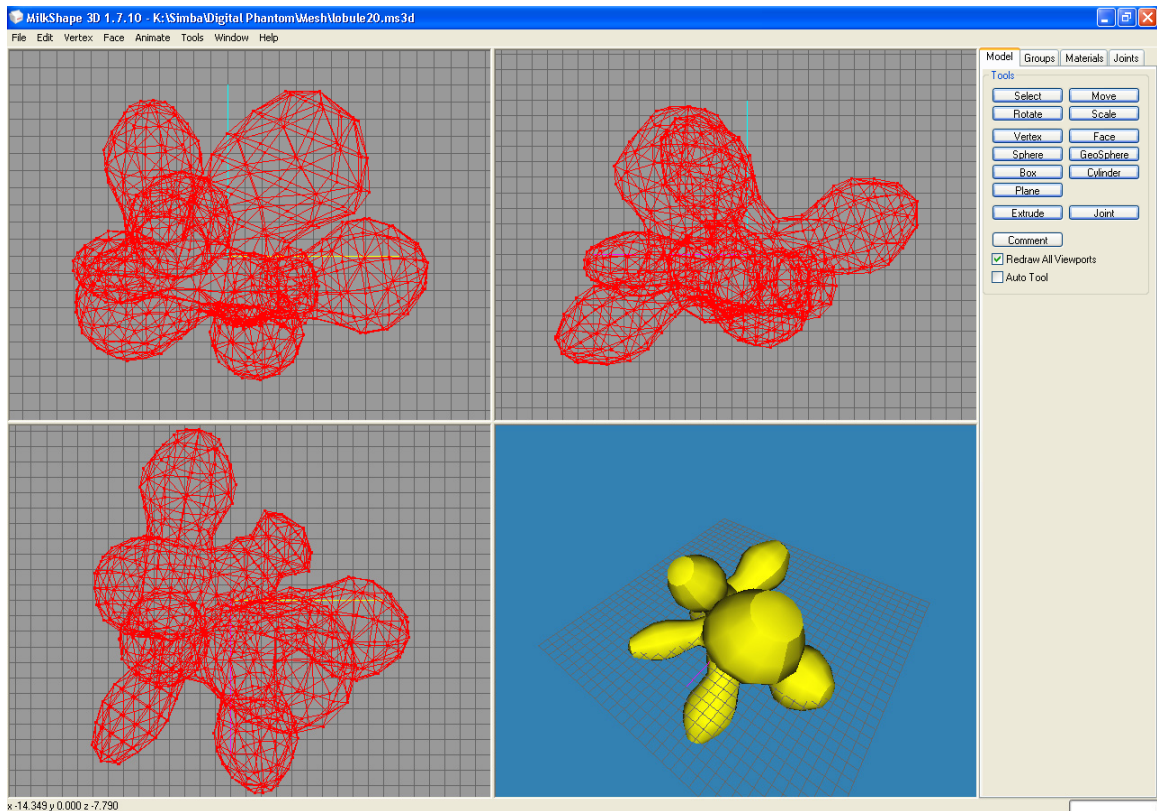 MilkShape 3D 1.7.10 - K:\Simba\Digital Phantom\Mesh\lobule20.ms3d
File Edit Vertex Face Animate Tools Window Help
Model Groups Materials Joints
Tools
Select Move
Rotate Scale
Vertex Face
Sphere GeoSphere
Box Cylinder
Plane
Extrude Joint
Comment
Redraw All Viewports
Auto Tool
x -14.349 y 0.000 z -7.790